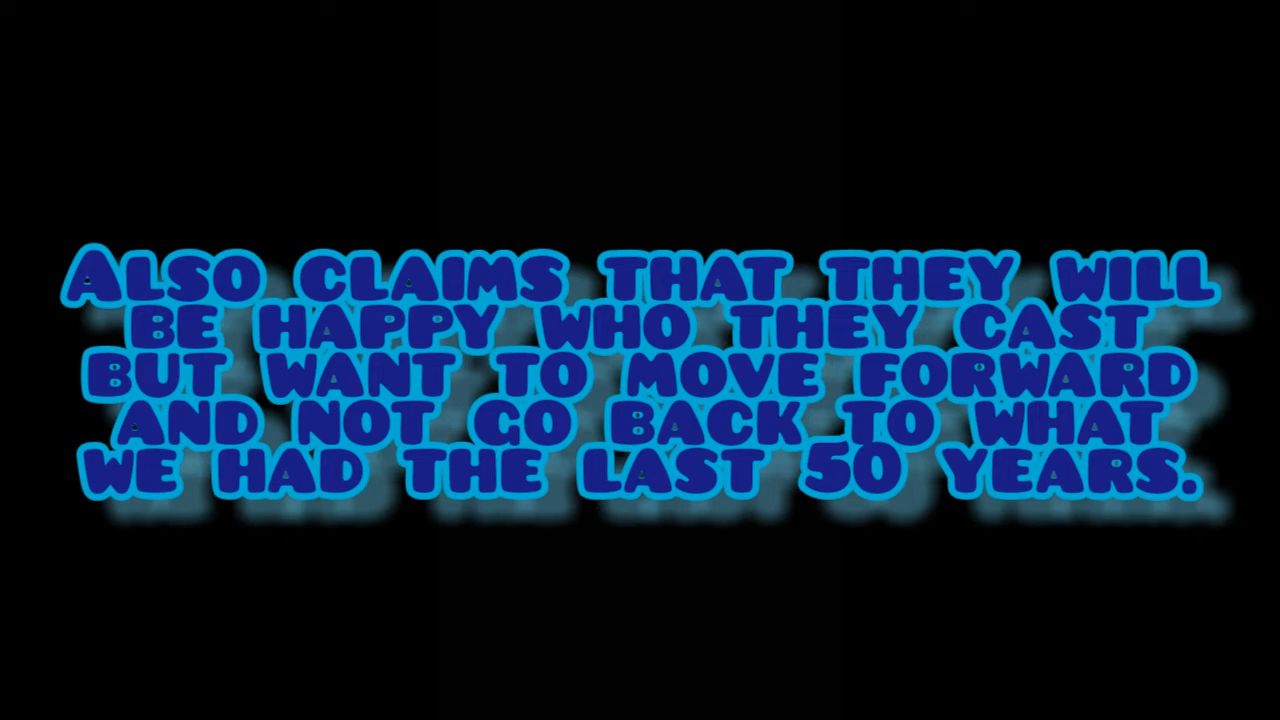 Also claims that they will
be happy who they cast
but want to move forward
and not go back to what
we had the last 50 years.